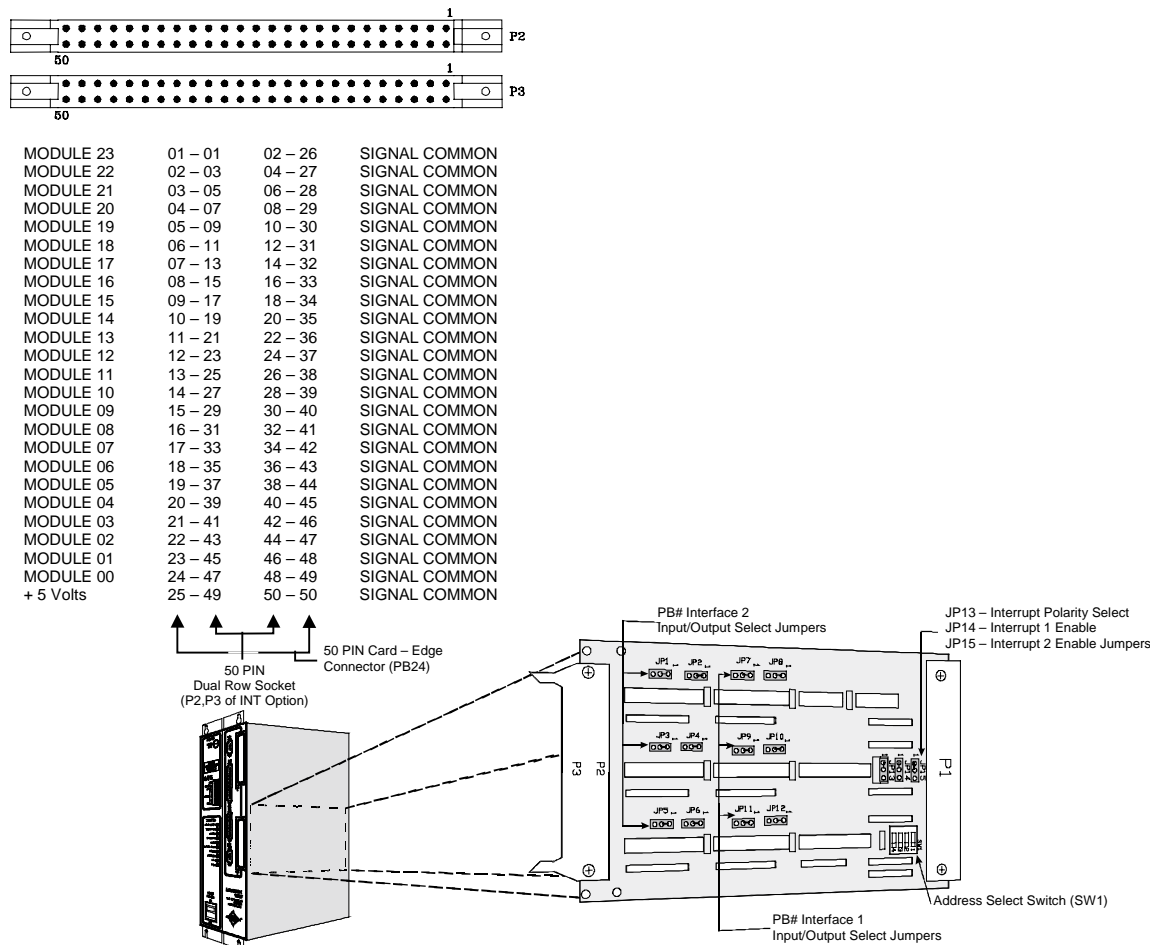 1
P2
50
1
P3
50
MODULE 23 01 – 01 02 – 26 SIGNAL COMMON
MODULE 22 02 – 03 04 – 27 SIGNAL COMMON
MODULE 21 03 – 05 06 – 28 SIGNAL COMMON
MODULE 20 04 – 07 08 – 29 SIGNAL COMMON
MODULE 19 05 – 09 10 – 30 SIGNAL COMMON
MODULE 18 06 – 11 12 – 31 SIGNAL COMMON
MODULE 17 07 – 13 14 – 32 SIGNAL COMMON
MODULE 16 08 – 15 16 – 33 SIGNAL COMMON
MODULE 15 09 – 17 18 – 34 SIGNAL COMMON
MODULE 14 10 – 19 20 – 35 SIGNAL COMMON
MODULE 13 11 – 21 22 – 36 SIGNAL COMMON
MODULE 12 12 – 23 24 – 37 SIGNAL COMMON
MODULE 11 13 – 25 26 – 38 SIGNAL COMMON
MODULE 10 14 – 27 28 – 39 SIGNAL COMMON
MODULE 09 15 – 29 30 – 40 SIGNAL COMMON
MODULE 08 16 – 31 32 – 41 SIGNAL COMMON
MODULE 07 17 – 33 34 – 42 SIGNAL COMMON
MODULE 06 18 – 35 36 – 43 SIGNAL COMMON
MODULE 05 19 – 37 38 – 44 SIGNAL COMMON
MODULE 04 20 – 39 40 – 45 SIGNAL COMMON
MODULE 03 21 – 41 42 – 46 SIGNAL COMMON
MODULE 02 22 – 43 44 – 47 SIGNAL COMMON
MODULE 01 23 – 45 46 – 48 SIGNAL COMMON
MODULE 00 24 – 47 48 – 49 SIGNAL COMMON
+ 5 Volts 25 – 49 50 – 50 SIGNAL COMMON
50 PIN Card – Edge
Connector (PB24)
50 PIN
Dual Row Socket
(P2,P3 of INT Option)
PB# Interface 2
Input/Output Select Jumpers
JP13 – Interrupt Polarity Select
JP14 – Interrupt 1 Enable
JP15 – Interrupt 2 Enable Jumpers
JP1 JP2 JP7 JP8
JP3 JP4 JP9 JP10
JP5 JP6 JP11 JP12
P3 P2
JP13 JP14 JP15
P1
SW1
Address Select Switch (SW1)
PB# Interface 1
Input/Output Select Jumpers